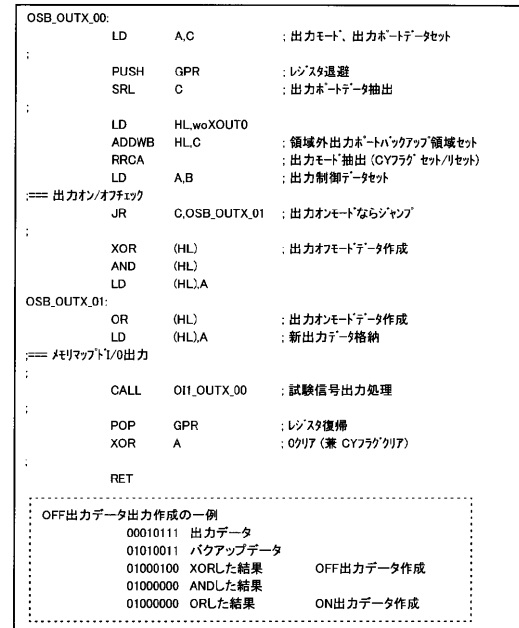 OSB_OUTX_00:
LD A,C ; 出力ﾓｰﾄﾞ、出力ﾎﾟｰﾄﾃﾞｰﾀｾｯﾄ
;
PUSH GPR ; ﾚｼﾞｽﾀ退避
SRL C ; 出力ﾎﾟｰﾄﾃﾞｰﾀ抽出
;
LD HL,woXOUT0
ADDWB HL,C ; 領域外出力ﾎﾟｰﾄﾊﾞｯｸｱｯﾌﾟ領域ｾｯﾄ
RRCA ; 出力ﾓｰﾄﾞ抽出 (CYﾌﾗｸﾞ ｾｯﾄ/ﾘｾｯﾄ)
LD A,B ; 出力制御ﾃﾞｰﾀｾｯﾄ
;=== 出力ｵﾝ/ｵﾌﾁｪｯｸ
JR C,OSB_OUTX_01 ; 出力ｵﾝﾓｰﾄﾞならｼﾞｬﾝﾌﾟ
;
XOR (HL) ; 出力ｵﾌﾓｰﾄﾞﾃﾞｰﾀ作成
AND (HL)
LD (HL),A
OSB_OUTX_01:
OR (HL) ; 出力ｵﾝﾓｰﾄﾞﾃﾞｰﾀ作成
LD (HL),A ; 新出力ﾃﾞｰﾀ格納
;=== ﾒﾓﾘﾏｯﾌﾟﾄﾞI/O出力
;
CALL OI1_OUTX_00 ; 試験信号出力処理
;
POP GPR ; ﾚｼﾞｽﾀ復帰
XOR A ; 0ｸﾘｱ (兼 CYﾌﾗｸﾞｸﾘｱ)
;
RET
OFF出力データ出力作成の一例
00010111 出力データ
01010011 バクアップデータ
01000100 XORした結果 OFF出力データ作成
01000000 ANDした結果
01000000 ORした結果 ON出力データ作成